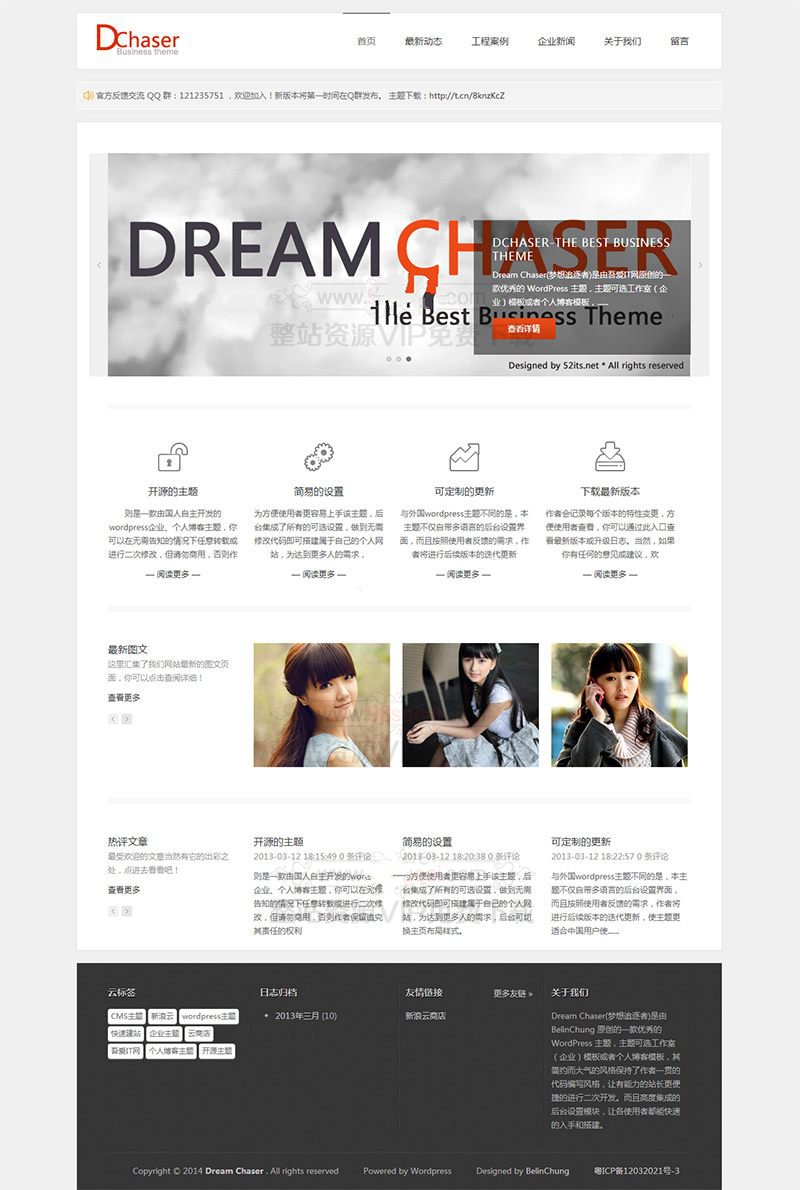 DChaser
Business theme
首页 最新动态 工程案例 企业新闻 关于我们 留言
官方反馈交流 QQ 群：121235751 ，欢迎加入！新版本将第一时间在Q群发布。 主题下载：http://t.cn/8knzKcZ
DREAM CHASER
The Best Business Theme
DCHASER-THE BEST BUSINESS
THEME
Dream Chaser(梦想追逐者)是由吾爱IT网原创的一
款优秀的 WordPress 主题，主题可选工作室（企
业）模板或者个人博客模板，......
查看详情
整站资源VIP免费下载
Designed by 52its.net * All rights reserved
开源的主题
则是一款由国人自主开发的
wordpress企业、个人博客主题，你
可以在无需告知的情况下任意转载或
进行二次修改，但请勿商用，否则作
— 阅读更多 —
简易的设置
为方便使用者更容易上手该主题，后
台集成了所有的可选设置，做到无需
修改代码即可搭建属于自己的个人网
站，为达到更多人的需求，
— 阅读更多 —
可定制的更新
与外国wordpress主题不同的是，本
主题不仅自带多语言的后台设置界
面，而且按照使用者反馈的需求，作
者将进行后续版本的迭代更新
— 阅读更多 —
下载最新版本
作者会记录每个版本的特性变更，方
便使用者查看，你可以通过此入口查
看最新版本或升级日志。当然，如果
你有任何的意见或建议，欢
— 阅读更多 —
最新图文
这里汇集了我们网站最新的图文页
面，你可以点击查阅详细！
查看更多
热评文章
最受欢迎的文章当然有它的出彩之
处，点进去看看吧！
查看更多
开源的主题
2013-03-12 18:15:49 0 条评论
则是一款由国人自主开发的wor
企业、个人博客主题，你可以在无需
告知的情况下任意转载或进行二次修
改，但请勿商用，否则作者保留追究
其责任的权利
简易的设置
2013-03-12 18:20:38 0 条评论
方便使用者更容易上手该主题，后
台集成了所有的可选设置，做到无需
修改代码即可搭建属于自己的个人网
站，为达到更多人的需求，后台可切
换主页布局样式。
可定制的更新
2013-03-12 18:22:57 0 条评论
与外国wordpress主题不同的是，本主
题不仅自带多语言的后台设置界面，
而且按照使用者反馈的需求，作者将
进行后续版本的迭代更新，使主题更
适合中国用户使......
云标签
CMS主题 新浪云 wordpress主题
快速建站 企业主题 云商店
吾爱IT网 个人博客主题 开源主题
日志归档
2013年三月 (10)
友情链接 更多友链 »
新浪云商店
关于我们
Dream Chaser(梦想追逐者)是由
BelinChung 原创的一款优秀的
WordPress 主题，主题可选工作室
（企业）模板或者个人博客模板，其
简约而大气的风格保持了作者一贯的
代码编写风格，让有能力的站长更便
捷的进行二次开发。而且高度集成的
后台设置模块，让各使用者都能快速
的入手和搭建。
Copyright © 2014 Dream Chaser . All rights reserved Powered by Wordpress Designed by BelinChung 粤ICP备12032021号-3